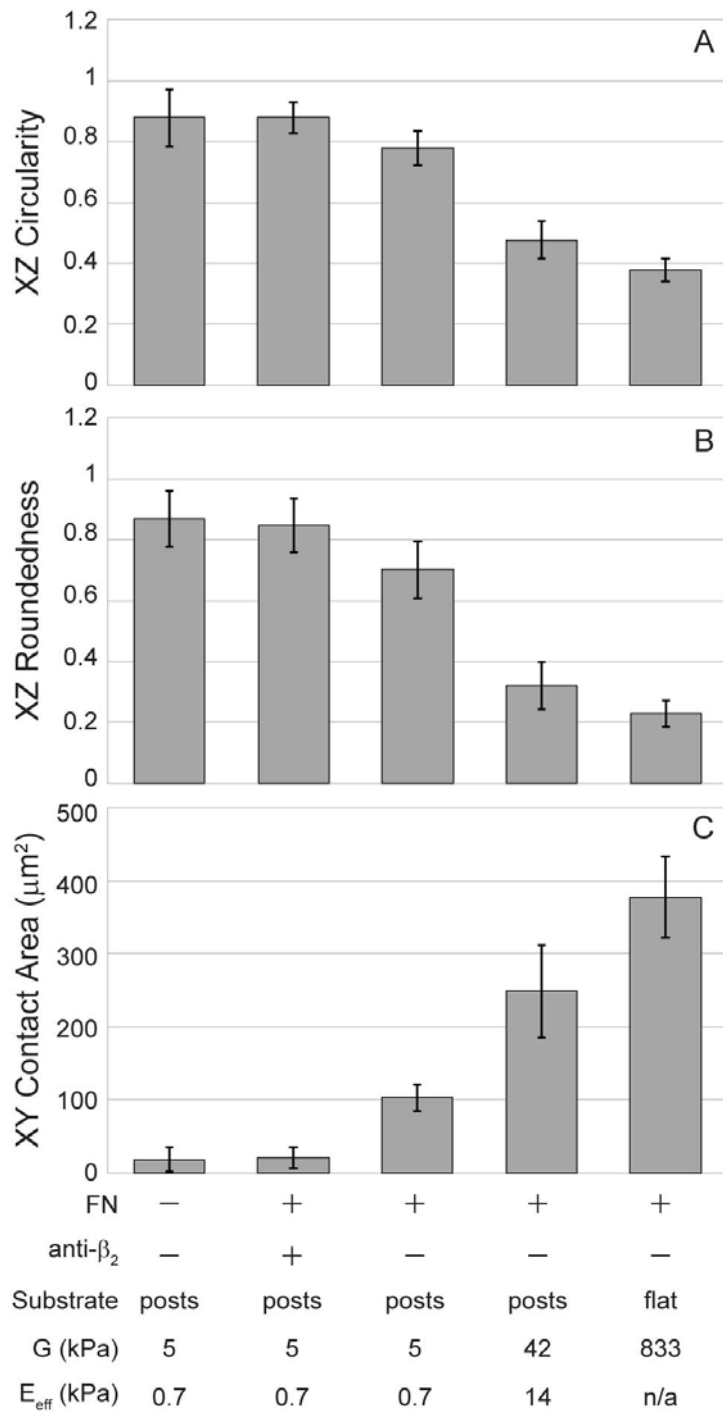 1.2
A
1
0.8
0.6
0.4
0.2
0
XZ Circularity
1.2
B
1
0.8
0.6
0.4
0.2
0
XZ Roundedness
500
C
400
300
200
100
0
XY Contact Area (μm²)
FN − + + + +
anti-β₂ − + − − −
Substrate posts posts posts posts flat
G (kPa) 5 5 5 42 833
E_eff (kPa) 0.7 0.7 0.7 14 n/a